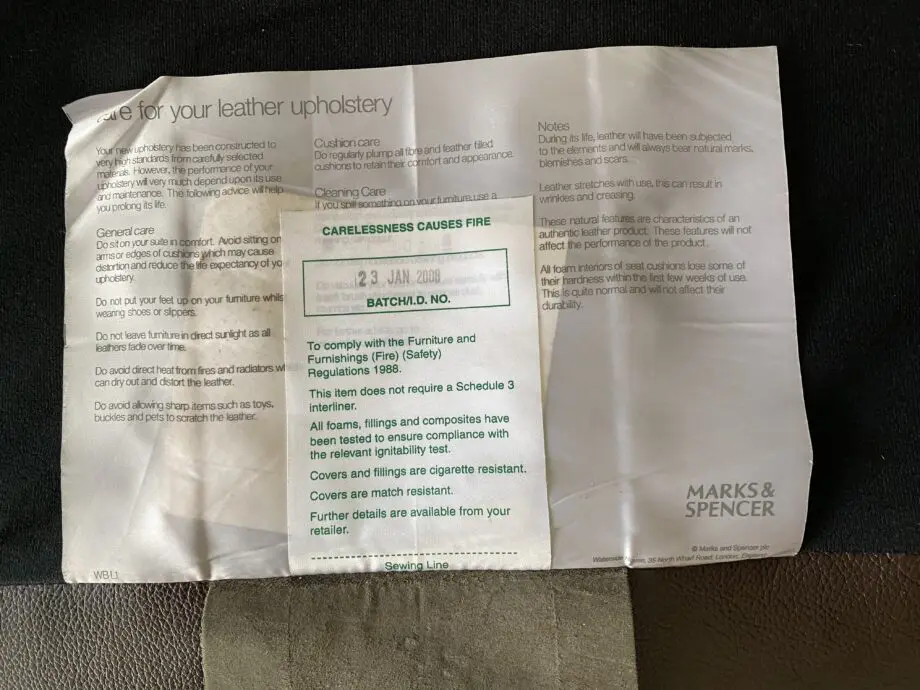 for your leather upholstery
Your new upholstery has been constructed to
very high standards from carefully selected
materials. However, the performance of your
upholstery will very much depend upon its use
and maintenance. The following advice will help
you prolong its life.
General care
Do sit on your suite in comfort. Avoid sitting on
arms or edges of cushions which may cause
distortion and reduce the life expectancy of yo
upholstery.
Do not put your feet up on your furniture whils
wearing shoes or slippers.
Do not leave furniture in direct sunlight as all
leathers fade over time.
Do avoid direct heat from fires and radiators wh
can dry out and distort the leather.
Do avoid allowing sharp items such as toys,
buckles and pets to scratch the leather.
WBLt
Cushion care
Do regularly plump all fibre and feather filled
cushions to retain their comfort and appearance.
Cleaning Care
If you spill something on your furniture use a
CARELESSNESS CAUSES FIRE
23 JAN 2008
BATCH/I.D. NO.
To comply with the Furniture and
Furnishings (Fire) (Safety)
Regulations 1988.
This item does not require a Schedule 3
interliner.
All foams, fillings and composites have
been tested to ensure compliance with
the relevant ignitability test.
Covers and fillings are cigarette resistant.
Covers are match resistant.
Further details are available from your
retailer.
Sewing Line
Notes
During its life, leather will have been subjected
to the elements and will always bear natural marks,
blemishes and scars.
Leather stretches with use, this can result in
wrinkles and creasing.
These natural features are characteristics of an
authentic leather product. These features will not
affect the performance of the product.
All foam interiors of seat cushions lose some of
their hardness within the first few weeks of use.
This is quite normal and will not affect their
durability.
MARKS &
SPENCER
© Marks and Spencer plc
Waterside House, 35 North Wharf Road, London, England